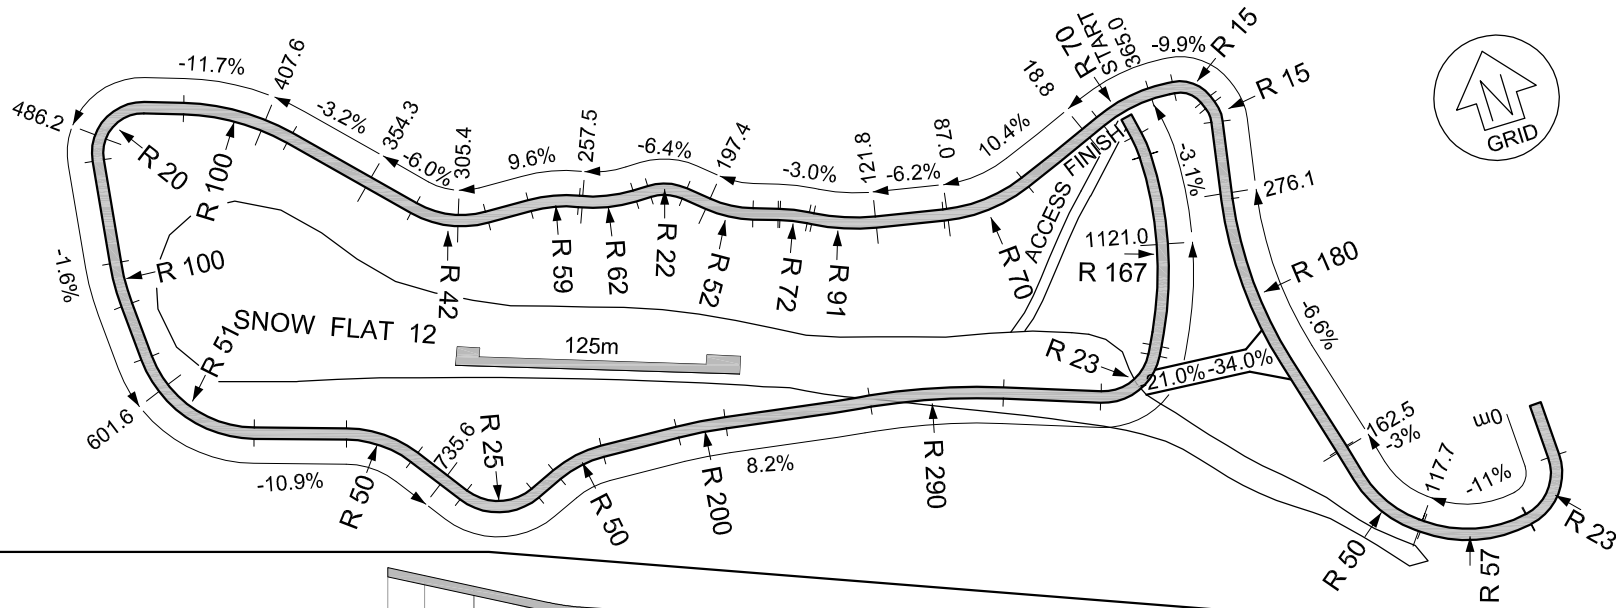 407.6
-11.7%
486.2
-3.2%
354.3
-6.0%
305.4
9.6%
257.5
-6.4%
197.4
-3.0%
121.8
-6.2%
87.0
10.4%
18.1
R 70
START
365.0
-9.9%
R 15
R 15
N
GRID
R 20
R 100
R 100
-1.6%
R 51
601.6
R 42
R 59
R 62
R 22
R 52
R 72
R 91
R 70
ACCESS FINISH
-3.1%
1121.0
R 167
276.1
R 180
-6.6%
SNOW FLAT 12
125m
R 23
21.0%
-34.0%
-10.9%
R 50
735.6
R 25
R 50
R 200
8.2%
R 290
162.5
-3%
117.7
-11%
0m
R 50
R 57
R 23